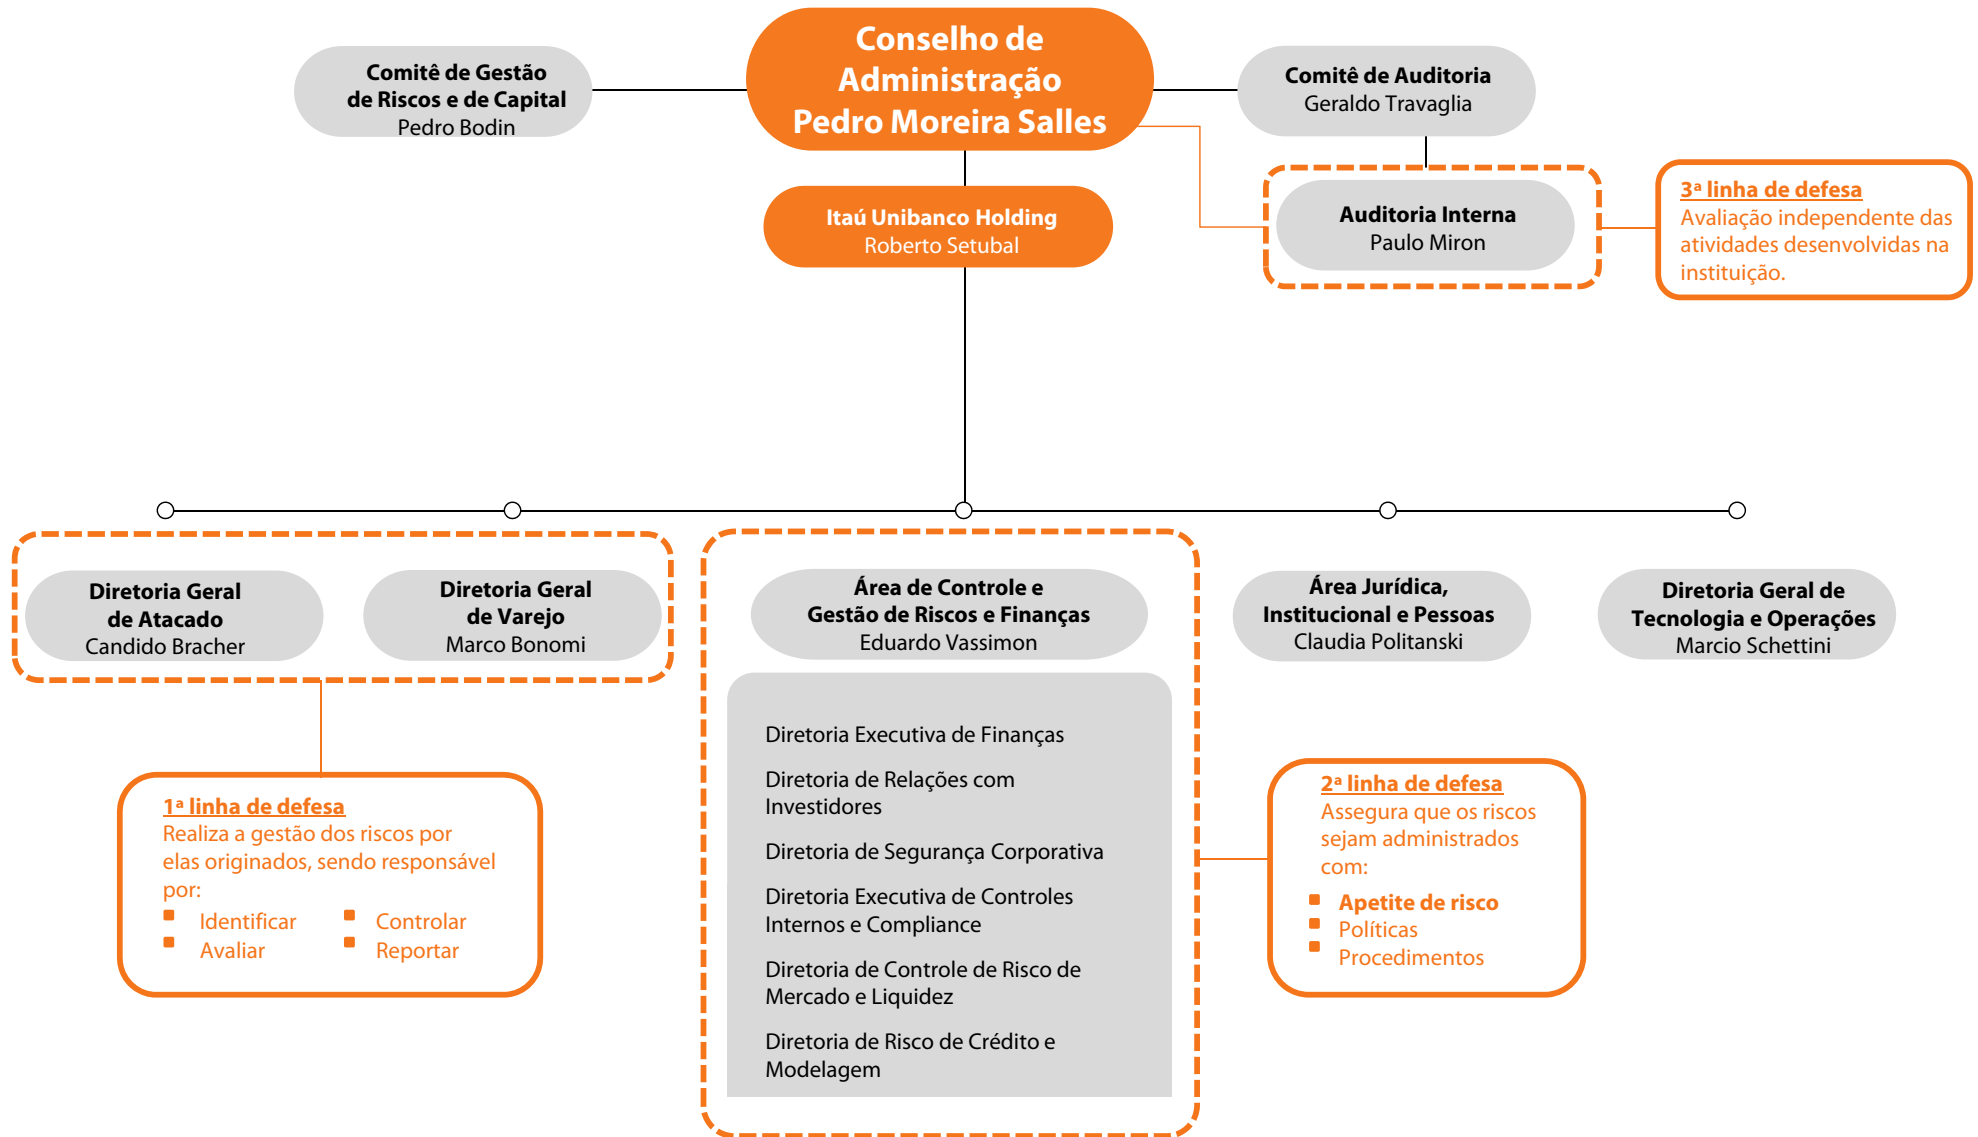 Conselho de
Administração
Pedro Moreira Salles
Comitê de Gestão
de Riscos e de Capital
Pedro Bodin
Comitê de Auditoria
Geraldo Travaglia
Itaú Unibanco Holding
Roberto Setubal
Auditoria Interna
Paulo Miron
3ª linha de defesa
Avaliação independente das
atividades desenvolvidas na
instituição.
Diretoria Geral
de Atacado
Candido Bracher
Diretoria Geral
de Varejo
Marco Bonomi
Área de Controle e
Gestão de Riscos e Finanças
Eduardo Vassimon
Área Jurídica,
Institucional e Pessoas
Claudia Politanski
Diretoria Geral de
Tecnologia e Operações
Marcio Schettini
1ª linha de defesa
Realiza a gestão dos riscos por
elas originados, sendo responsável
por:
Identificar
Avaliar
Controlar
Reportar
Diretoria Executiva de Finanças
Diretoria de Relações com
Investidores
Diretoria de Segurança Corporativa
Diretoria Executiva de Controles
Internos e Compliance
Diretoria de Controle de Risco de
Mercado e Liquidez
Diretoria de Risco de Crédito e
Modelagem
2ª linha de defesa
Assegura que os riscos
sejam administrados
com:
Apetite de risco
Políticas
Procedimentos